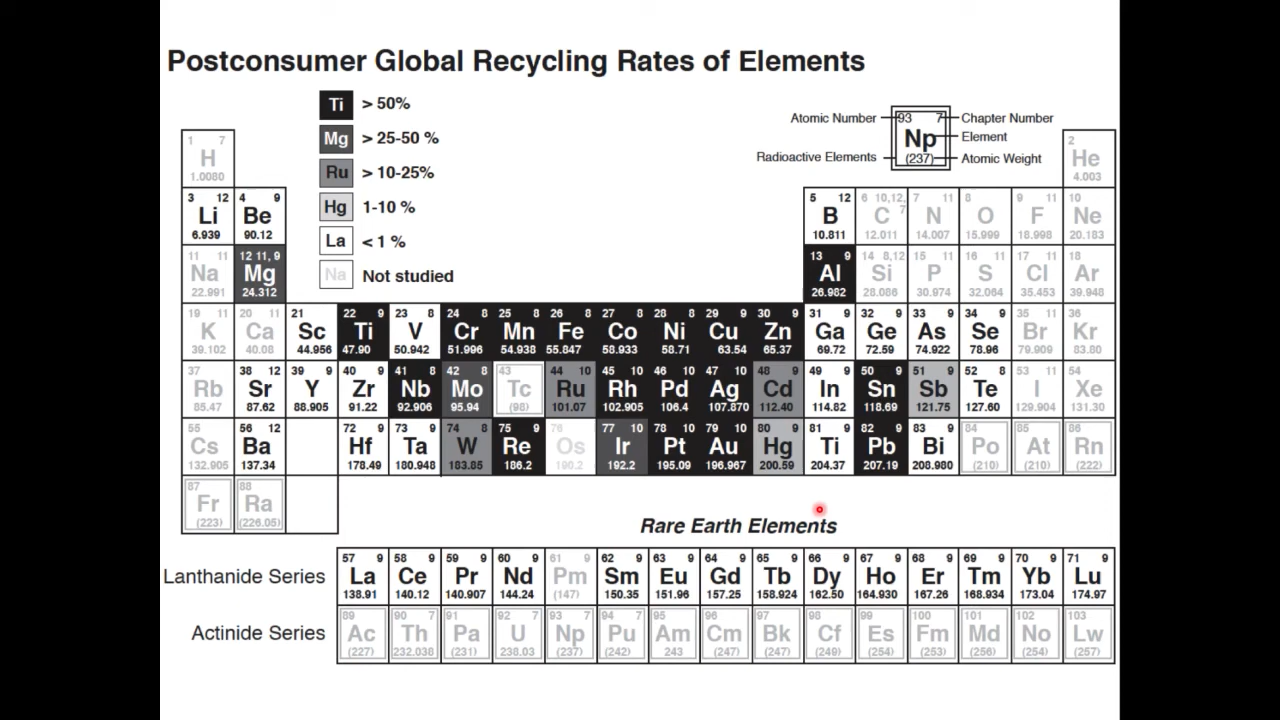 Postconsumer Global Recycling Rates of Elements
Ti > 50%
Mg > 25-50 %
Ru > 10-25%
Hg 1-10 %
La < 1 %
Na Not studied
Atomic Number 93 7 Chapter Number
Np Element
Radioactive Elements (237) Atomic Weight
1 7 2
H He
1.0080 4.003
3 12 4 9 5 12 6 10,12, 7 7 11 8 9 11 10
Li Be B C N O F Ne
6.939 90.12 10.811 12.011 14.007 15.999 18.998 20.183
11 11 12 11, 9 13 9 14 8,12 15 11 16 11 17 11 18
Na Mg Al Si P S Cl Ar
22.991 24.312 26.982 28.086 30.974 32.064 35.453 39.948
19 11 20 11 21 22 9 23 8 24 8 25 8 26 8 27 8 28 8 29 9 30 9 31 9 32 9 33 9 34 9 35 11 36
K Ca Sc Ti V Cr Mn Fe Co Ni Cu Zn Ga Ge As Se Br Kr
39.102 40.08 44.956 47.90 50.942 51.996 54.938 55.847 58.933 58.71 63.54 65.37 69.72 72.59 74.922 78.96 79.909 83.80
37 38 12 39 9 40 9 41 8 42 8 43 44 10 45 10 46 10 47 10 48 9 49 9 50 9 51 9 52 8 53 11 54
Rb Sr Y Zr Nb Mo Tc Ru Rh Pd Ag Cd In Sn Sb Te I Xe
85.47 87.62 88.905 91.22 92.906 95.94 (98) 101.07 102.905 106.4 107.870 112.40 114.82 118.69 121.75 127.60 129.904 131.30
55 56 12 72 9 73 9 74 8 75 9 76 77 10 78 10 79 10 80 9 81 9 82 9 83 9 84 85 86
Cs Ba Hf Ta W Re Os Ir Pt Au Hg Ti Pb Bi Po At Rn
132.905 137.34 178.49 180.948 183.85 186.2 190.2 192.2 195.09 196.967 200.59 204.37 207.19 208.980 (210) (210) (222)
87 88
Fr Ra
(223) (226.05)
Rare Earth Elements
57 9 58 9 59 9 60 9 61 62 9 63 9 64 9 65 9 66 9 67 9 68 9 69 9 70 9 71 9
Lanthanide Series La Ce Pr Nd Pm Sm Eu Gd Tb Dy Ho Er Tm Yb Lu
138.91 140.12 140.907 144.24 (147) 150.35 151.96 157.25 158.924 162.50 164.930 167.26 168.934 173.04 174.97
89 90 7 91 92 7 93 7 94 7 95 96 97 98 99 100 101 102 103
Actinide Series Ac Th Pa U Np Pu Am Cm Bk Cf Es Fm Md No Lw
(227) 232.038 (231) 238.03 (237) (242) 243 (247) (247) (249) (254) (253) (256) (254) (257)